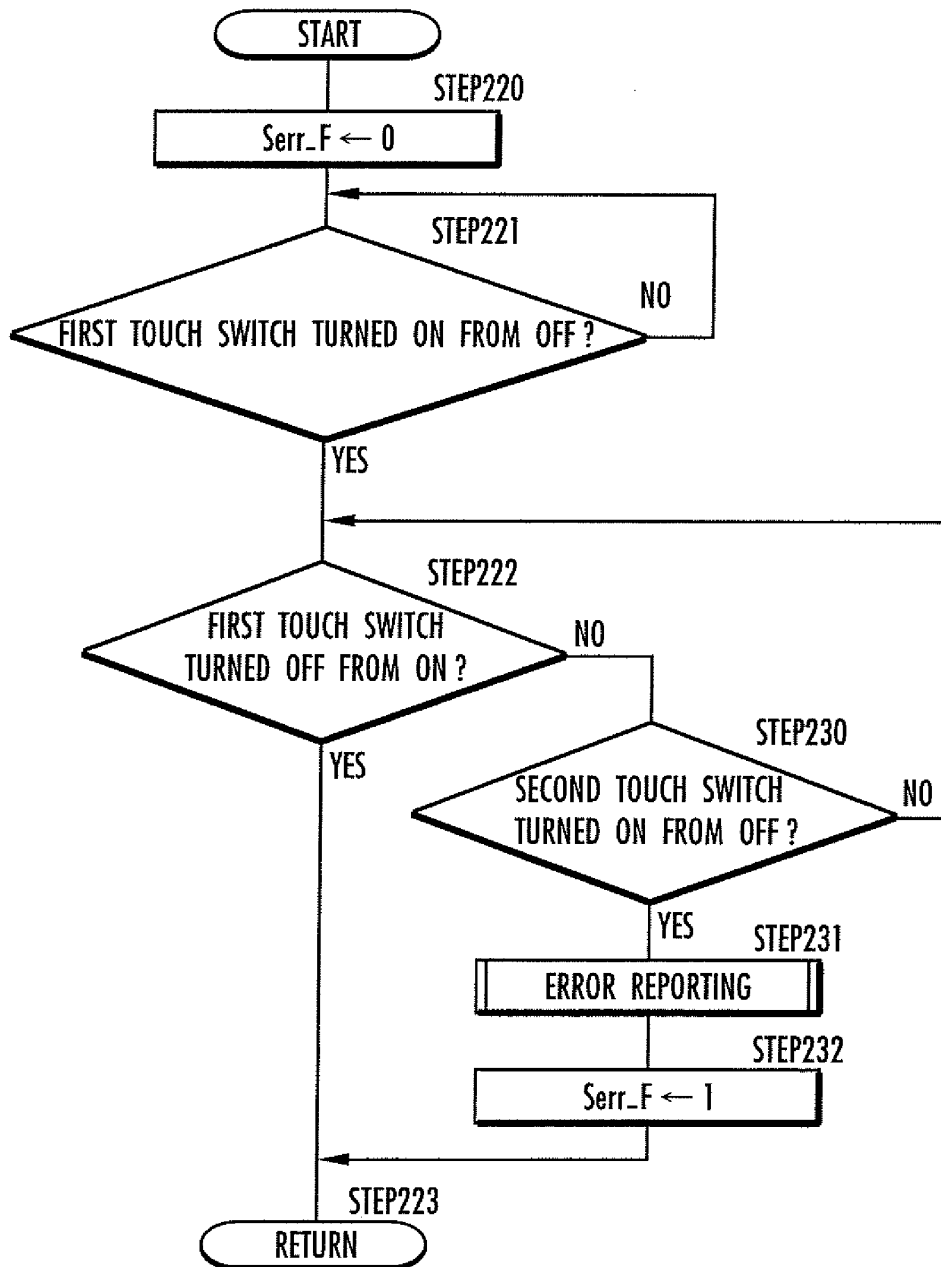 START
STEP220
Serr_F ← 0
STEP221
NO
FIRST TOUCH SWITCH TURNED ON FROM OFF ?
YES
STEP222
FIRST TOUCH SWITCH
TURNED OFF FROM ON ?
NO
YES
STEP230
SECOND TOUCH SWITCH
TURNED ON FROM OFF ?
NO
YES
STEP231
ERROR REPORTING
STEP232
Serr_F ← 1
STEP223
RETURN